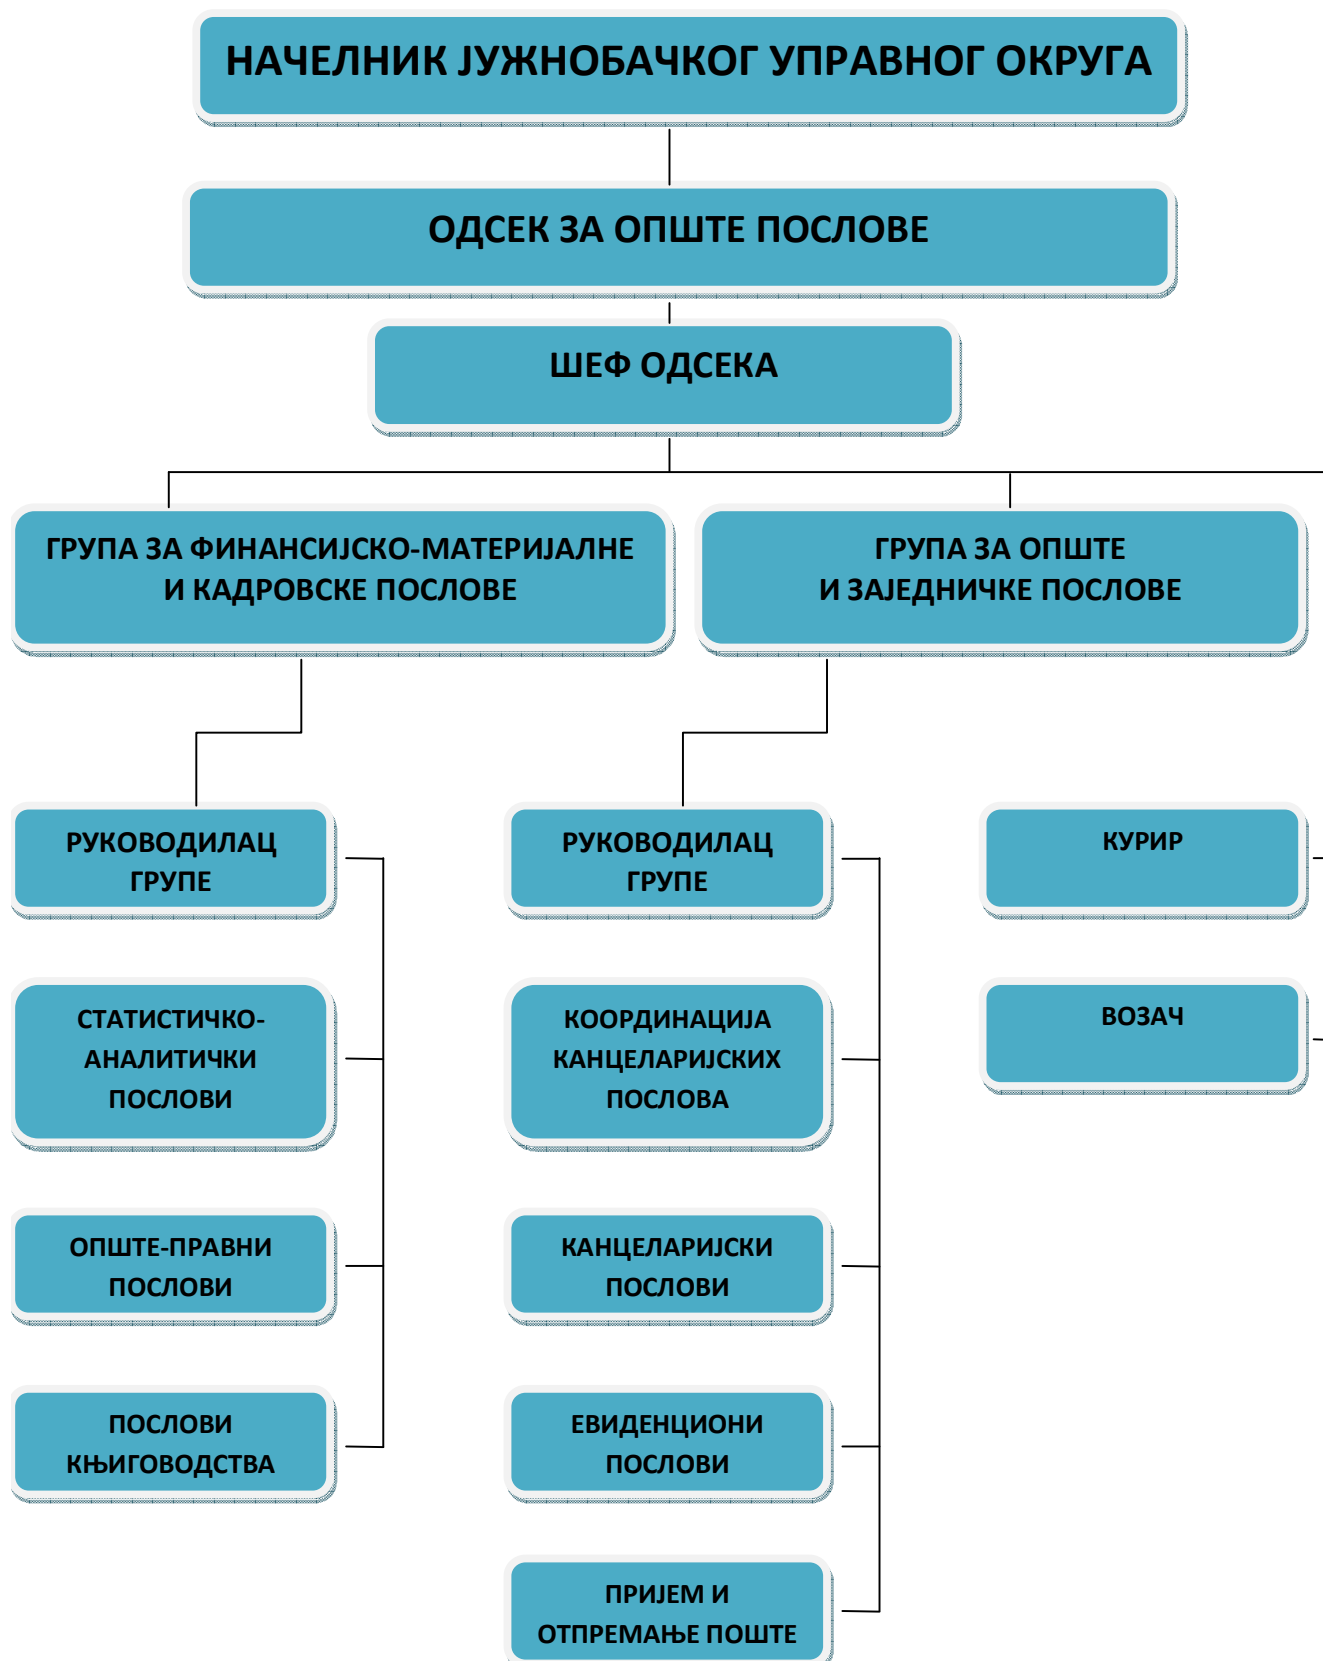 НАЧЕЛНИК ЈУЖНОБАЧКОГ УПРАВНОГ ОКРУГА
ОДСЕК ЗА ОПШТЕ ПОСЛОВЕ
ШЕФ ОДСЕКА
ГРУПА ЗА ФИНАНСИЈСКО-МАТЕРИЈАЛНЕ
И КАДРОВСКЕ ПОСЛОВЕ
ГРУПА ЗА ОПШТЕ
И ЗАЈЕДНИЧКЕ ПОСЛОВЕ
РУКОВОДИЛАЦ
ГРУПЕ
СТАТИСТИЧКО-
АНАЛИТИЧКИ
ПОСЛОВИ
ОПШТЕ-ПРАВНИ
ПОСЛОВИ
ПОСЛОВИ
КЊИГОВОДСТВА
РУКОВОДИЛАЦ
ГРУПЕ
КООРДИНАЦИЈА
КАНЦЕЛАРИЈСКИХ
ПОСЛОВА
КАНЦЕЛАРИЈСКИ
ПОСЛОВИ
ЕВИДЕНЦИОНИ
ПОСЛОВИ
ПРИЈЕМ И
ОТПРЕМАЊЕ ПОШТЕ
КУРИР
ВОЗАЧ